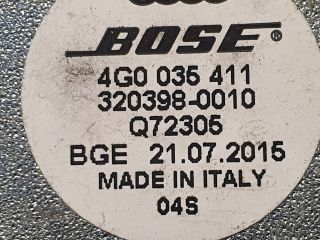 BOSE®
4G0 035 411
320398-0010
Q72305
BGE 21.07.2015
MADE IN ITALY
04S